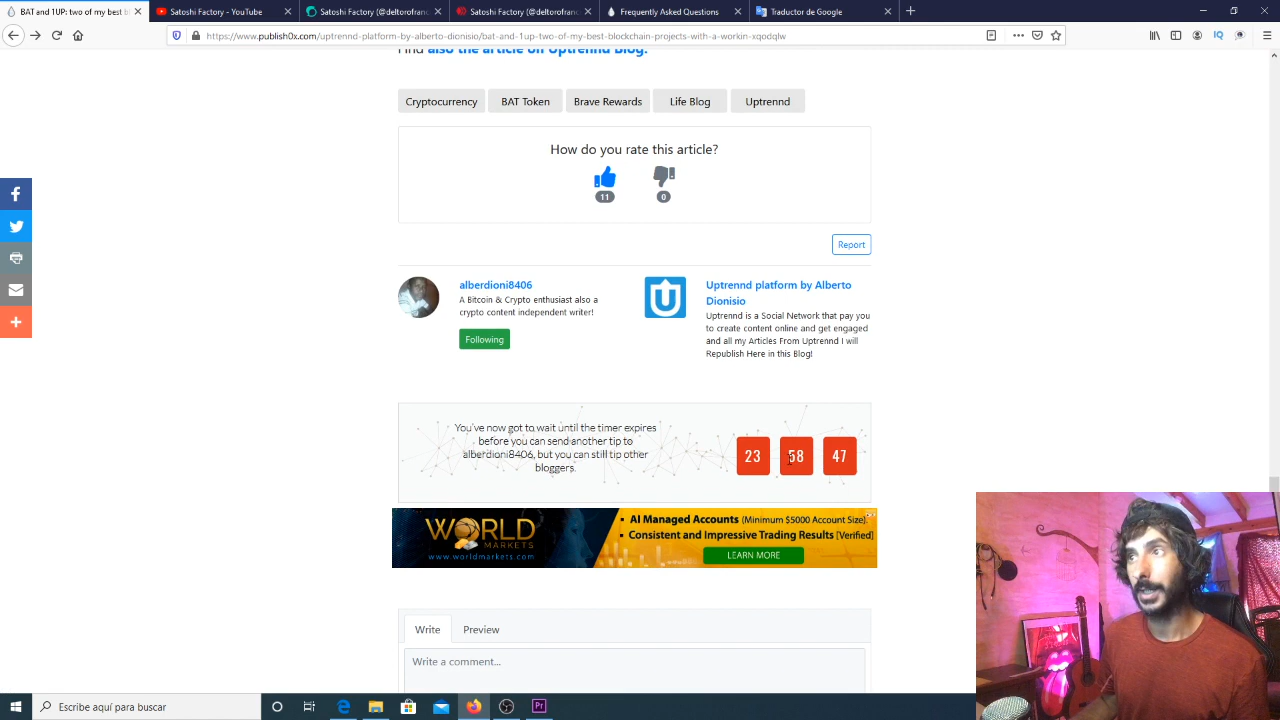 BAT and 1UP: two of my best bl
Satoshi Factory - YouTube
Satoshi Factory (@deltorofranc
Satoshi Factory (@deltorofranc
Frequently Asked Questions
Traductor de Google
https://www.publish0x.com/uptrennd-platform-by-alberto-dionisio/bat-and-1up-two-of-my-best-blockchain-projects-with-a-workin-xqodqlw
IQ
Find also the article on Uptrennd Blog.
Cryptocurrency
BAT Token
Brave Rewards
Life Blog
Uptrennd
How do you rate this article?
11
0
Report
alberdioni8406
A Bitcoin & Crypto enthusiast also a
crypto content independent writer!
Following
Uptrennd platform by Alberto
Dionisio
Uptrennd is a Social Network that pay you
to create content online and get engaged
and all my Articles From Uptrennd I will
Republish Here in this Blog!
You've now got to wait until the timer expires
before you can send another tip to
alberdioni8406, but you can still tip other
bloggers.
23
58
47
WORLD
MARKETS
www.worldmarkets.com
AI Managed Accounts (Minimum $5000 Account Size).
Consistent and Impressive Trading Results [Verified]
LEARN MORE
Write
Preview
Write a comment...
Escribe aquí para buscar
Pr